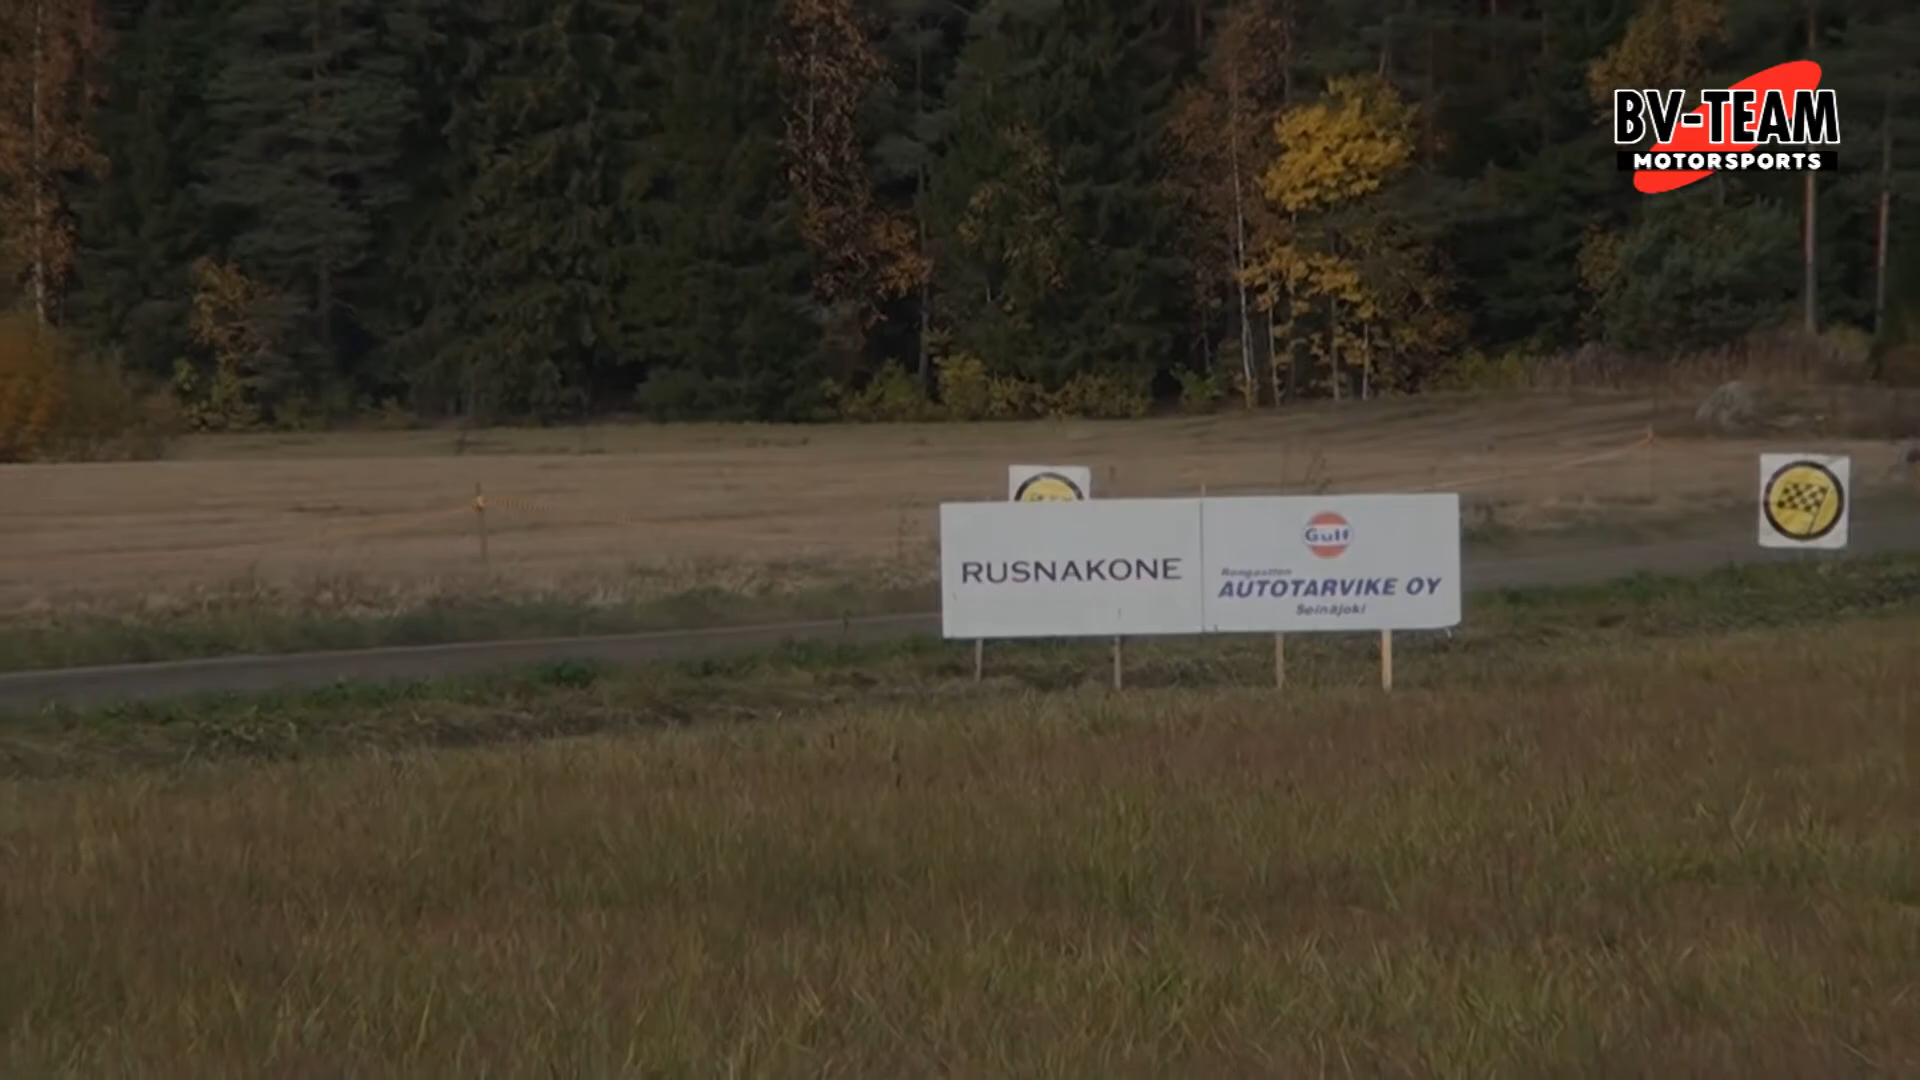 BV-TEAM
MOTORSPORTS
RUSNAKONE
Gulf
AUTOTARVIKE OY
Seinäjoki